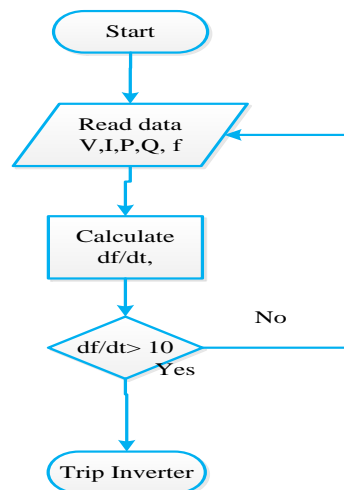 Start
Read data
V,I,P,Q, f
Calculate
df/dt,
No
df/dt> 10
Yes
Trip Inverter